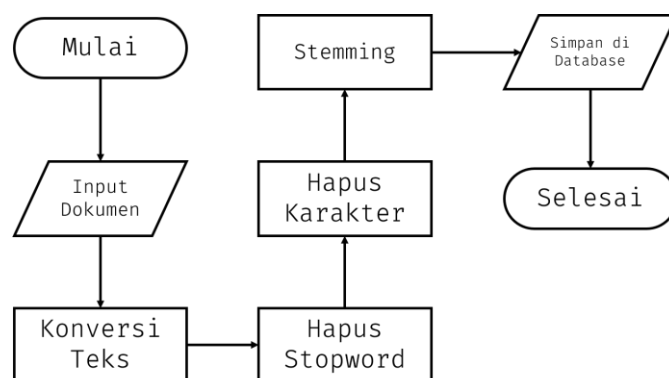 Mulai
Input
Dokumen
Konversi
Teks
Hapus
Stopword
Hapus
Karakter
Stemming
Simpan di
Database
Selesai